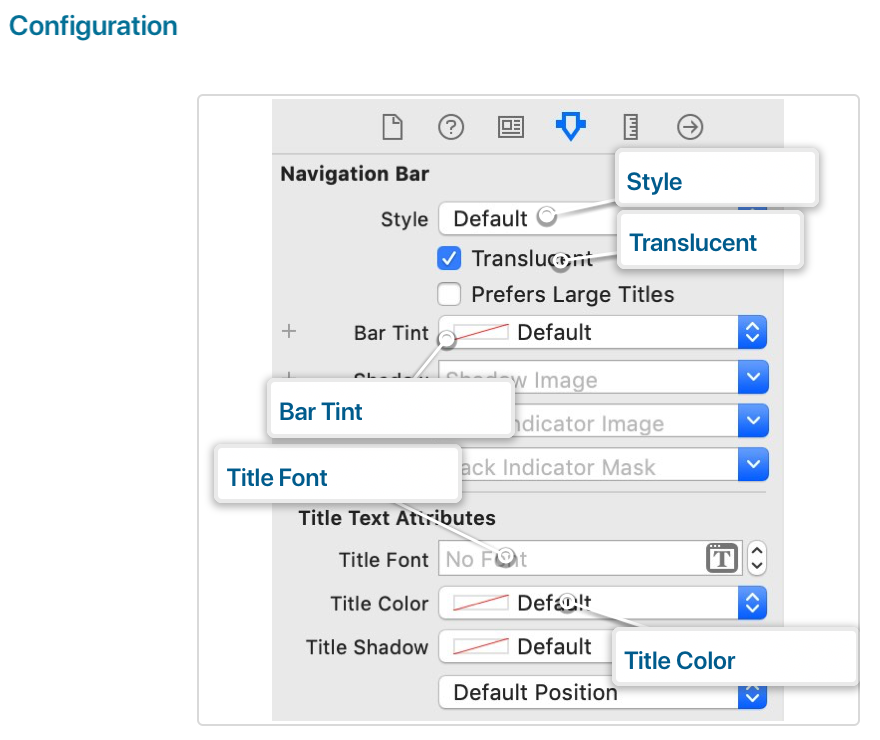 Configuration
Navigation Bar
Style
Style Default
Translucent
Translucent
Prefers Large Titles
Bar Tint Default
Shadow Shadow Image
Bar Tint
Indicator Image
Title Font
Back Indicator Mask
Title Text Attributes
Title Font No Font
Title Color Default
Title Shadow Default
Title Color
Default Position